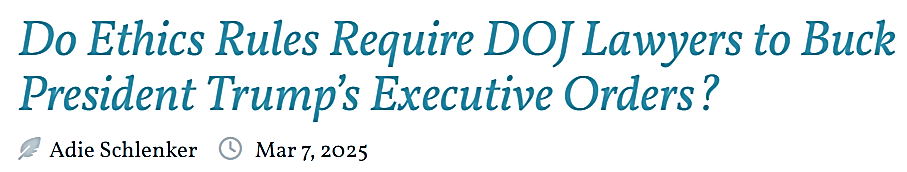 Do Ethics Rules Require DOJ Lawyers to Buck
President Trump's Executive Orders?
Adie Schlenker Mar 7, 2025